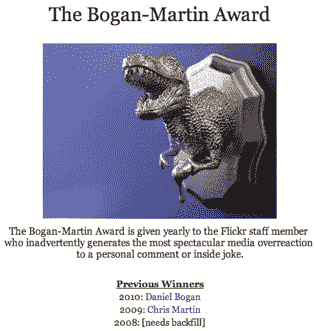 The Bogan-Martin Award
The Bogan-Martin Award is given yearly to the Flickr staff member
who inadvertently generates the most spectacular media overreaction
to a personal comment or inside joke.
Previous Winners
2010: Daniel Bogan
2009: Chris Martin
2008: [needs backfill]